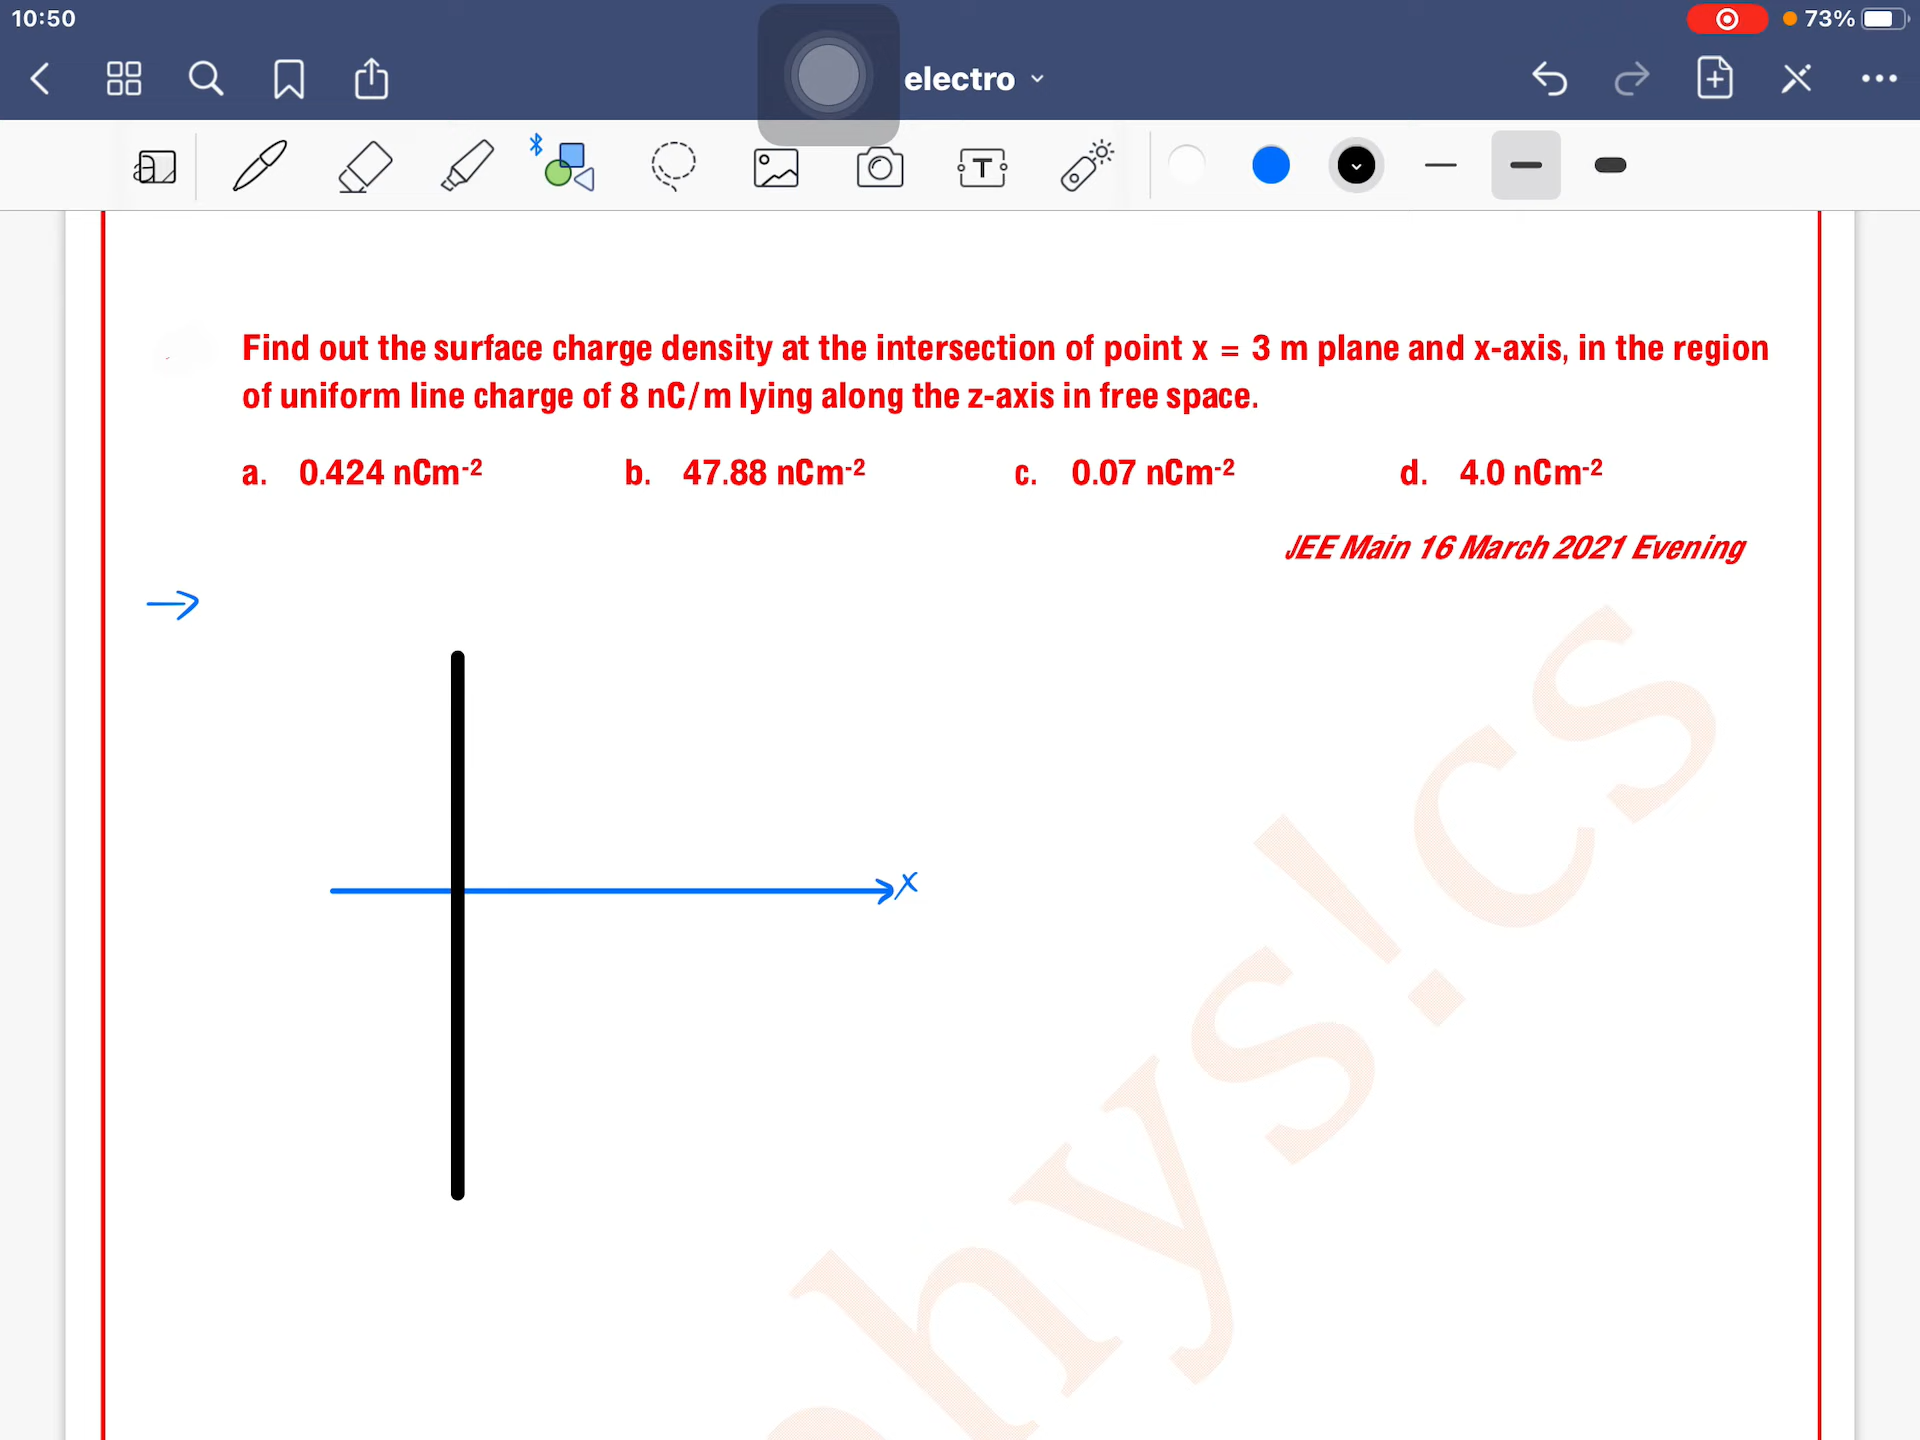 10:50
73%
electro
Find out the surface charge density at the intersection of point x = 3 m plane and x-axis, in the region
of uniform line charge of 8 nC/m lying along the z-axis in free space.
a. 0.424 nCm-2 b. 47.88 nCm-2 c. 0.07 nCm-2 d. 4.0 nCm-2
JEE Main 16 March 2021 Evening
x
hys!cs